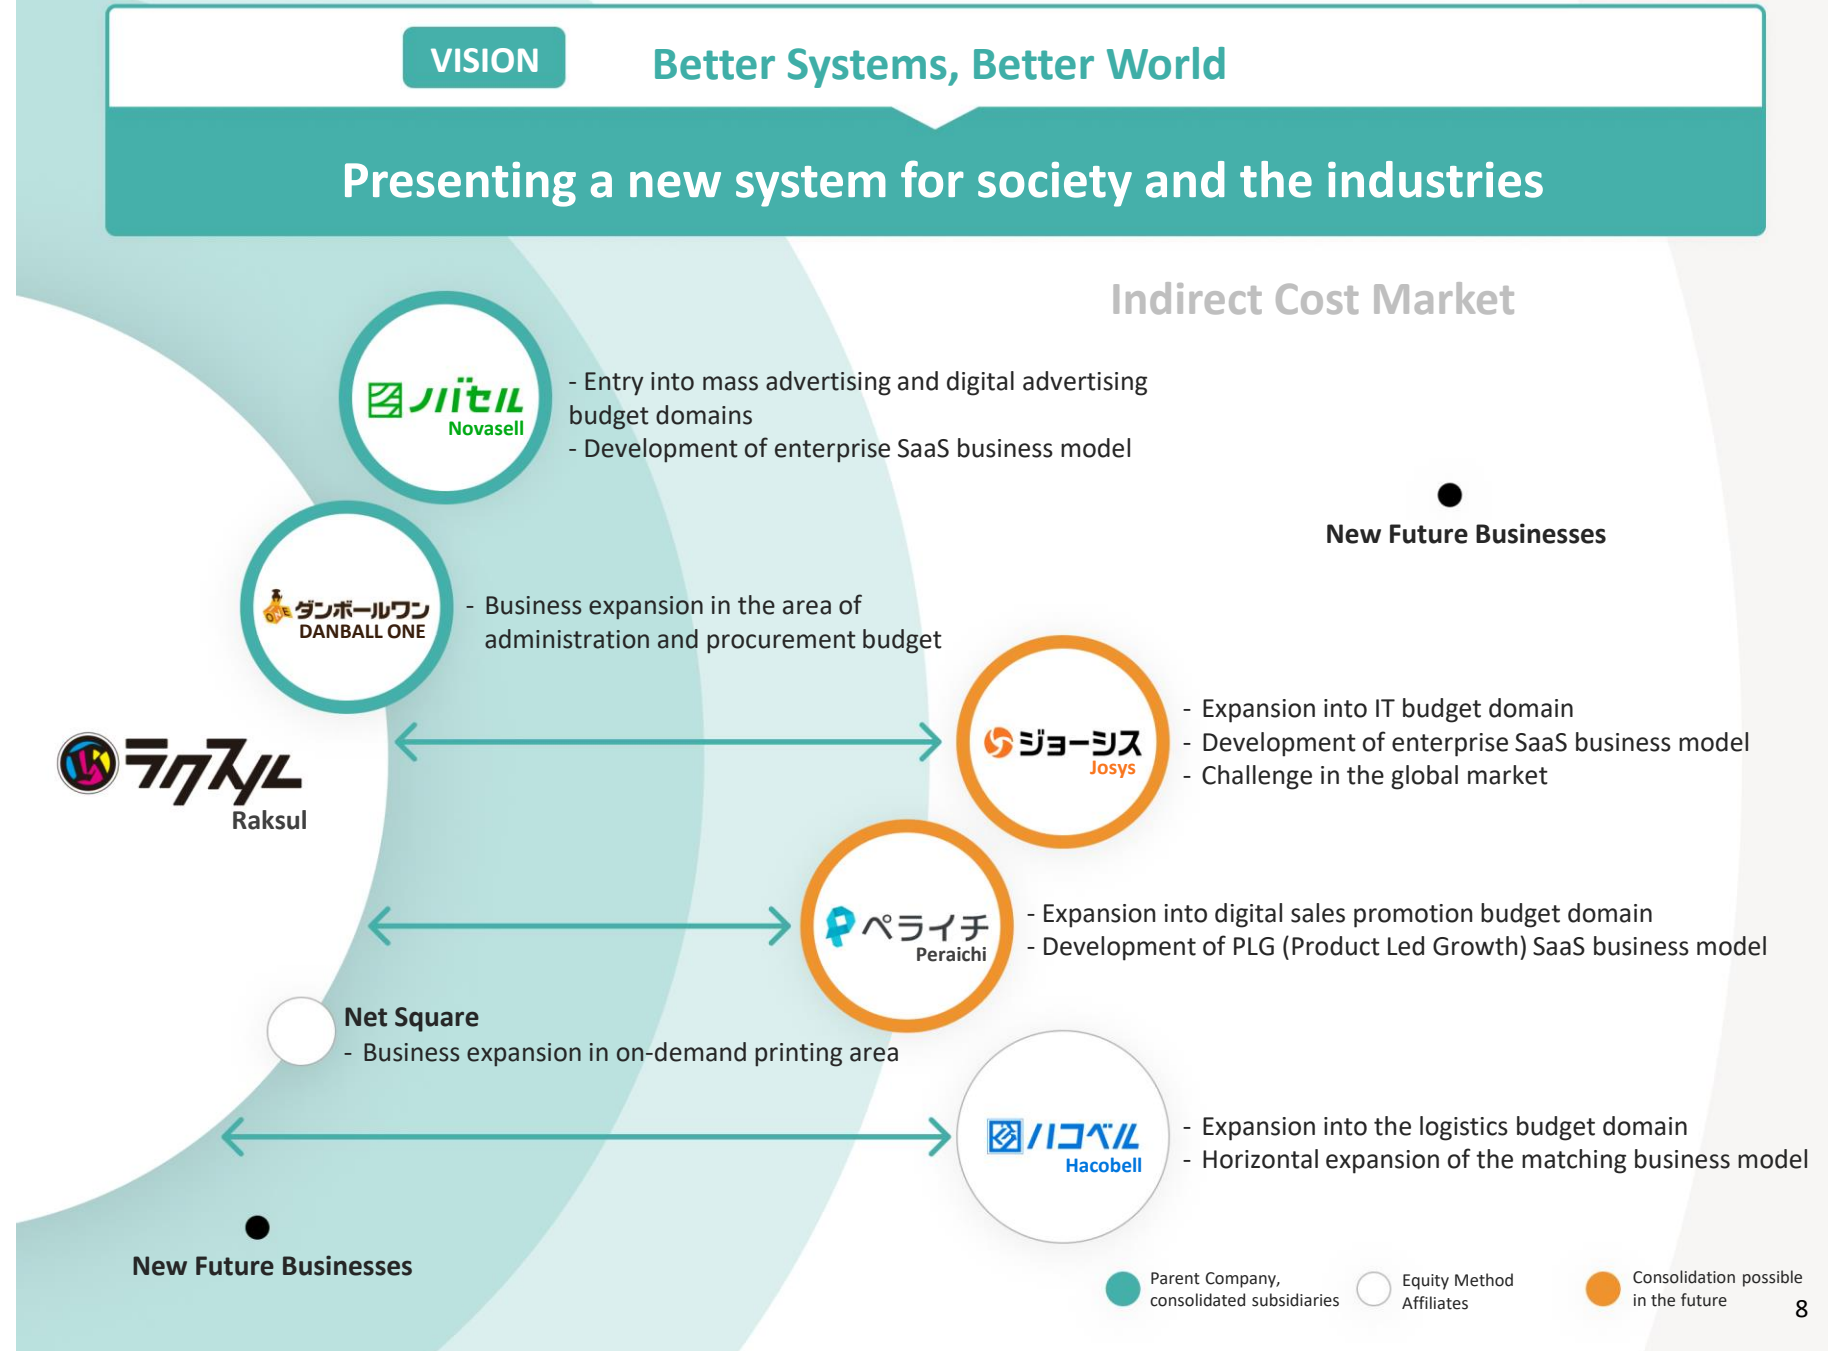 VISION
Better Systems, Better World
Presenting a new system for society and the industries
Indirect Cost Market
ノバセル
Novasell
- Entry into mass advertising and digital advertising
budget domains
- Development of enterprise SaaS business model
New Future Businesses
ダンボールワン
DANBALL ONE
- Business expansion in the area of
administration and procurement budget
ラクスル
Raksul
ジョーシス
Josys
- Expansion into IT budget domain
- Development of enterprise SaaS business model
- Challenge in the global market
ペライチ
Peraichi
- Expansion into digital sales promotion budget domain
- Development of PLG (Product Led Growth) SaaS business model
Net Square
- Business expansion in on-demand printing area
ハコベル
Hacobell
- Expansion into the logistics budget domain
- Horizontal expansion of the matching business model
New Future Businesses
Parent Company,
consolidated subsidiaries
Equity Method
Affiliates
Consolidation possible
in the future
8